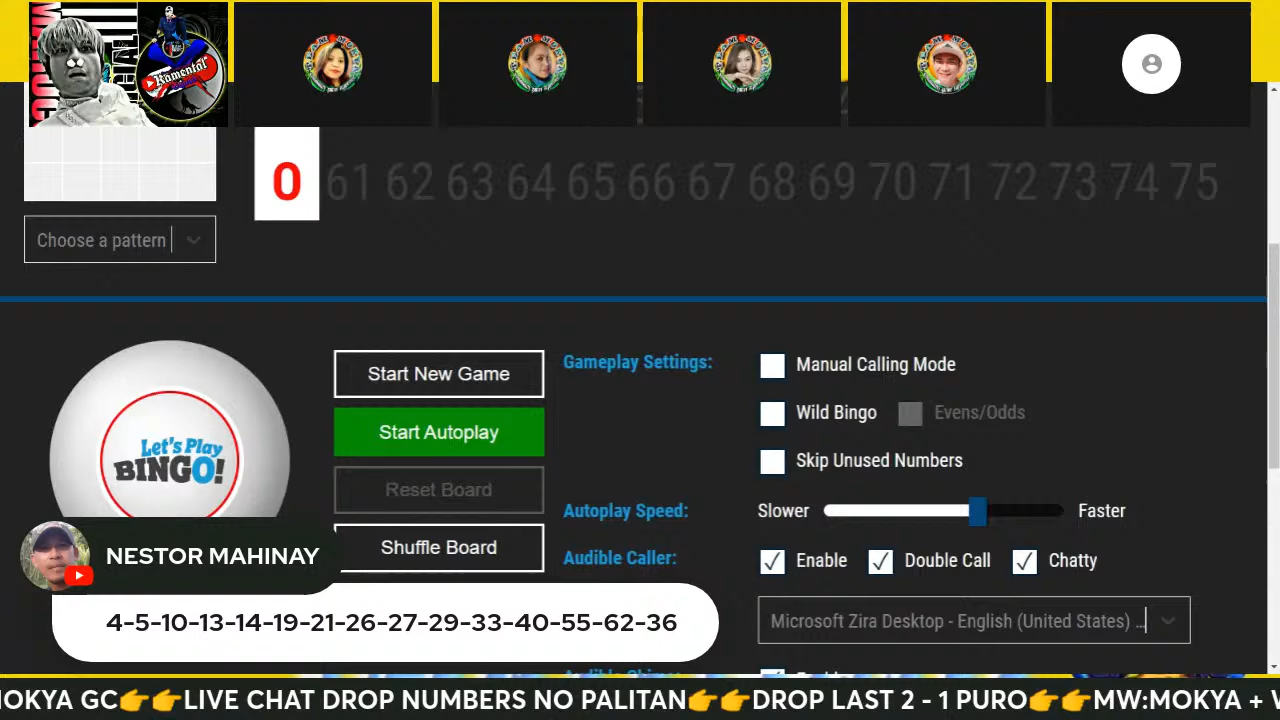 Kamental
0 61 62 63 64 65 66 67 68 69 70 71 72 73 74 75
Choose a pattern
Let's Play
BINGO!
Start New Game
Start Autoplay
Reset Board
Shuffle Board
Gameplay Settings:
Manual Calling Mode
Wild Bingo
Evens/Odds
Skip Unused Numbers
Autoplay Speed:
Slower
Faster
Audible Caller:
Enable
Double Call
Chatty
Microsoft Zira Desktop - English (United States) ...
NESTOR MAHINAY
4-5-10-13-14-19-21-26-27-29-33-40-55-62-36
MOKYA GC👉👉LIVE CHAT DROP NUMBERS NO PALITAN👉👉DROP LAST 2 - 1 PURO👉👉MW:MOKYA +